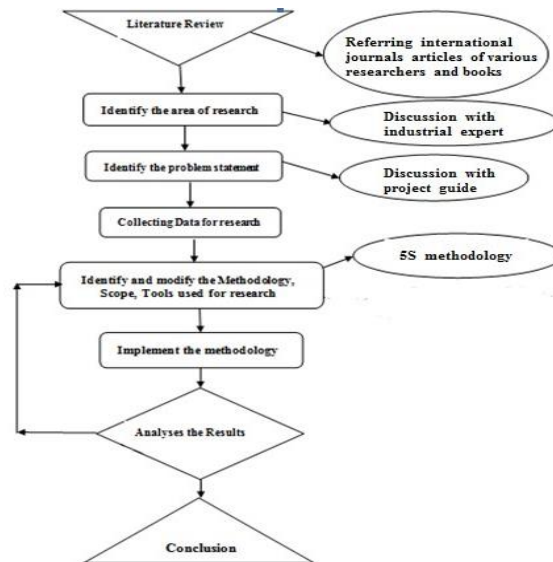 Literature Review
Referring international
journals articles of various
researchers and books
Identify the area of research
Discussion with
industrial expert
Identify the problem statement
Discussion with
project guide
Collecting Data for research
5S methodology
Identify and modify the Methodology,
Scope, Tools used for research
Implement the methodology
Analyses the Results
Conclusion